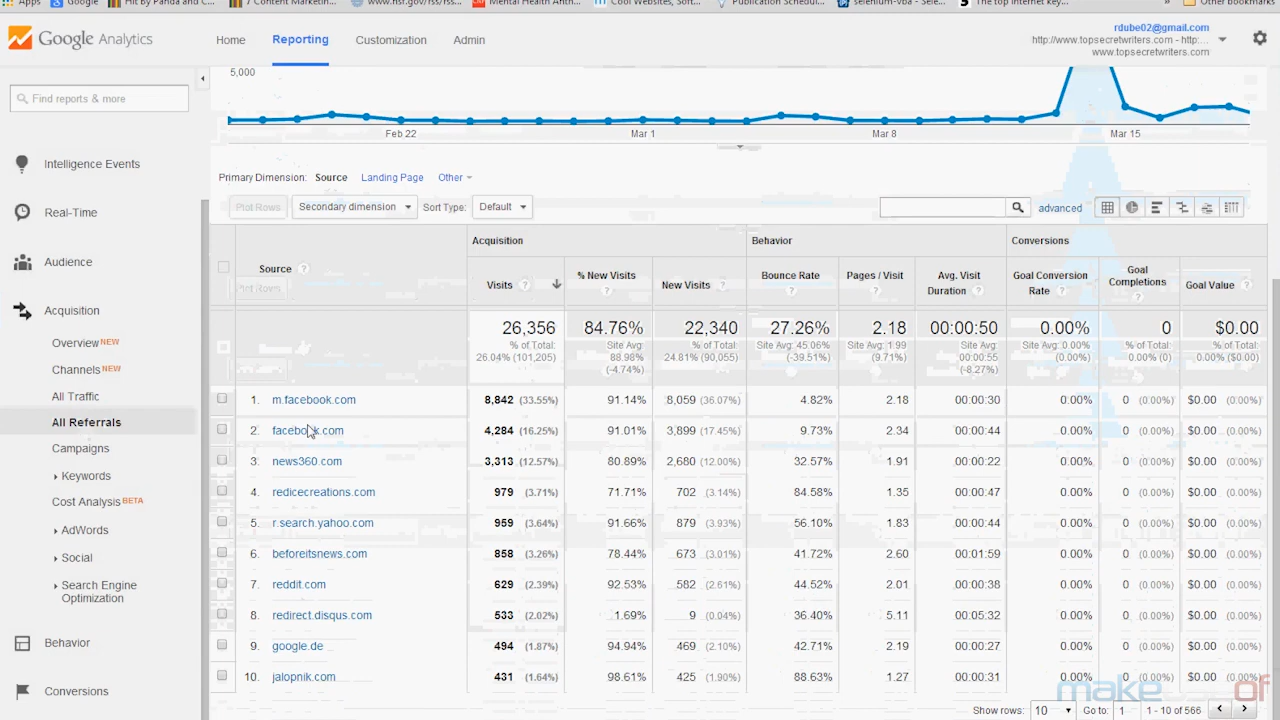 Apps Google Hit by Panda and C... 7 Content Marketin... www.nsf.gov/rss/rss... Mental Health Anth... Cool Websites, Soft... Publication Schedul... selenium-vba - Sele... The top internet key... » Other bookmarks
Google Analytics Home Reporting Customization Admin
rdube02@gmail.com
http://www.topsecretwriters.com - http:...
www.topsecretwriters.com
Find reports & more
Intelligence Events
Real-Time
Audience
Acquisition
Overview NEW
Channels NEW
All Traffic
All Referrals
Campaigns
Keywords
Cost Analysis BETA
AdWords
Social
Search Engine
Optimization
Behavior
Conversions
5,000
Feb 22 Mar 1 Mar 8 Mar 15
Primary Dimension: Source Landing Page Other
Plot Rows Secondary dimension Sort Type: Default advanced
Acquisition Behavior Conversions
Source ? Visits ? % New Visits ? New Visits ? Bounce Rate ? Pages / Visit ? Avg. Visit Duration ? Goal Conversion Rate ? Goal Completions ? Goal Value ?
Plot Rows
26,356 84.76% 22,340 27.26% 2.18 00:00:50 0.00% 0 $0.00
% of Total: Site Avg: % of Total: Site Avg: Site Avg: 1.99 Site Avg: Site Avg: 0.00% % of Total: % of Total:
26.04% (101,205) 88.98% 24.81% (90,055) 45.06% (9.71%) 00:00:55 (0.00%) 0.00% (0) 0.00% ($0.00)
(-4.74%) (-39.51%) (-8.27%)
1. m.facebook.com 8,842 (33.55%) 91.14% 8,059 (36.07%) 4.82% 2.18 00:00:30 0.00% 0 (0.00%) $0.00 (0.00%)
2. facebook.com 4,284 (16.25%) 91.01% 3,899 (17.45%) 9.73% 2.34 00:00:44 0.00% 0 (0.00%) $0.00 (0.00%)
3. news360.com 3,313 (12.57%) 80.89% 2,680 (12.00%) 32.57% 1.91 00:00:22 0.00% 0 (0.00%) $0.00 (0.00%)
4. redicecreations.com 979 (3.71%) 71.71% 702 (3.14%) 84.58% 1.35 00:00:47 0.00% 0 (0.00%) $0.00 (0.00%)
5. r.search.yahoo.com 959 (3.64%) 91.66% 879 (3.93%) 56.10% 1.83 00:00:44 0.00% 0 (0.00%) $0.00 (0.00%)
6. beforeitsnews.com 858 (3.26%) 78.44% 673 (3.01%) 41.72% 2.60 00:01:59 0.00% 0 (0.00%) $0.00 (0.00%)
7. reddit.com 629 (2.39%) 92.53% 582 (2.61%) 44.52% 2.01 00:00:38 0.00% 0 (0.00%) $0.00 (0.00%)
8. redirect.disqus.com 533 (2.02%) 1.69% 9 (0.04%) 36.40% 5.11 00:05:32 0.00% 0 (0.00%) $0.00 (0.00%)
9. google.de 494 (1.87%) 94.94% 469 (2.10%) 42.71% 2.19 00:00:27 0.00% 0 (0.00%) $0.00 (0.00%)
10. jalopnik.com 431 (1.64%) 98.61% 425 (1.90%) 88.63% 1.27 00:00:31 0.00% 0 (0.00%) $0.00 (0.00%)
make of
Show rows: 10 Go to: 1 1 - 10 of 566